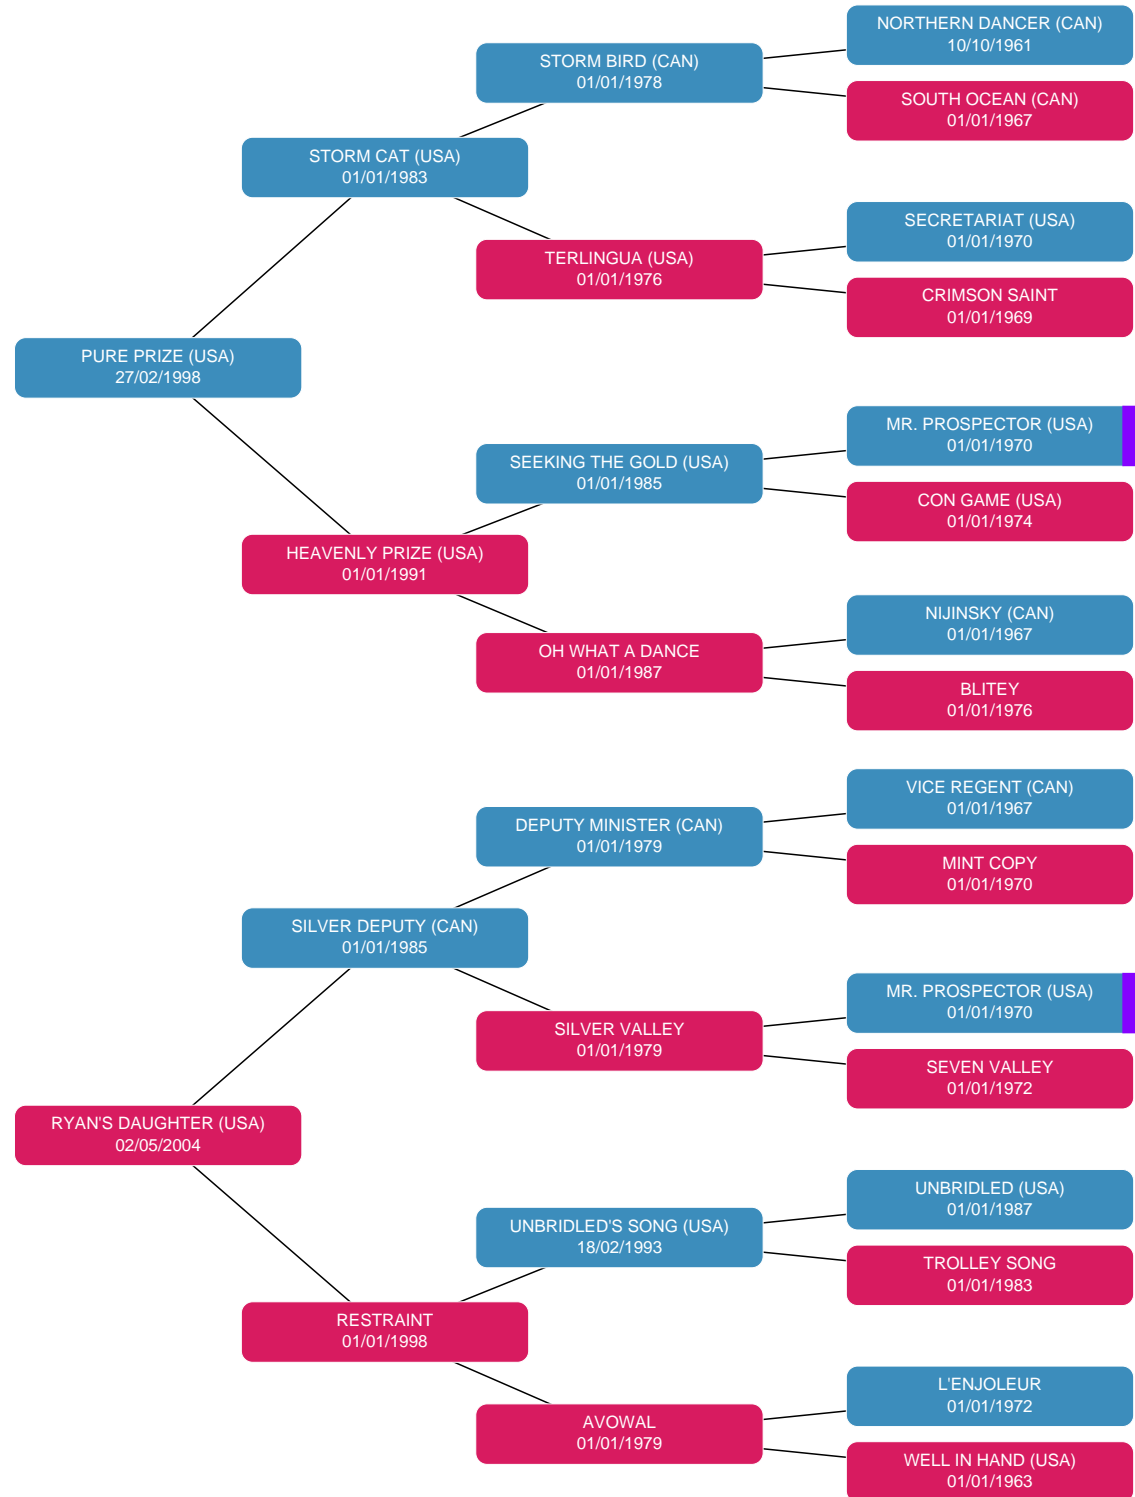 NORTHERN DANCER (CAN)
10/10/1961
STORM BIRD (CAN)
01/01/1978
SOUTH OCEAN (CAN)
01/01/1967
STORM CAT (USA)
01/01/1983
SECRETARIAT (USA)
01/01/1970
TERLINGUA (USA)
01/01/1976
CRIMSON SAINT
01/01/1969
PURE PRIZE (USA)
27/02/1998
MR. PROSPECTOR (USA)
01/01/1970
SEEKING THE GOLD (USA)
01/01/1985
CON GAME (USA)
01/01/1974
HEAVENLY PRIZE (USA)
01/01/1991
NIJINSKY (CAN)
01/01/1967
OH WHAT A DANCE
01/01/1987
BLITEY
01/01/1976
VICE REGENT (CAN)
01/01/1967
DEPUTY MINISTER (CAN)
01/01/1979
MINT COPY
01/01/1970
SILVER DEPUTY (CAN)
01/01/1985
MR. PROSPECTOR (USA)
01/01/1970
SILVER VALLEY
01/01/1979
SEVEN VALLEY
01/01/1972
RYAN'S DAUGHTER (USA)
02/05/2004
UNBRIDLED (USA)
01/01/1987
UNBRIDLED'S SONG (USA)
18/02/1993
TROLLEY SONG
01/01/1983
RESTRAINT
01/01/1998
L'ENJOLEUR
01/01/1972
AVOWAL
01/01/1979
WELL IN HAND (USA)
01/01/1963